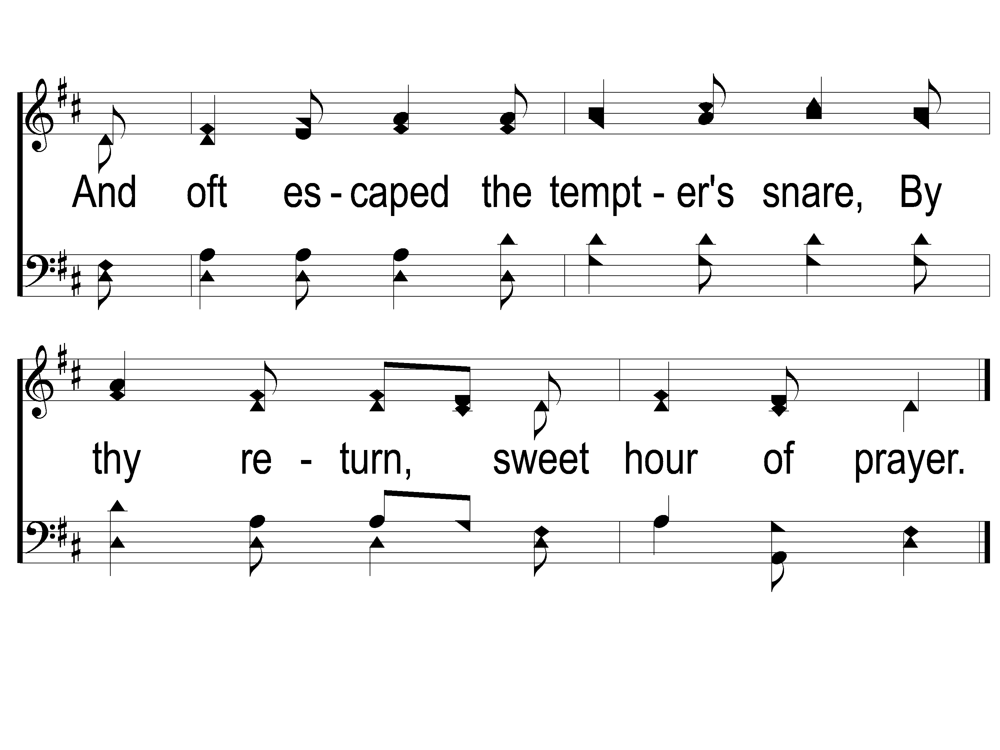 And oft es - caped the tempt - er's snare, By
thy re - turn, sweet hour of prayer.